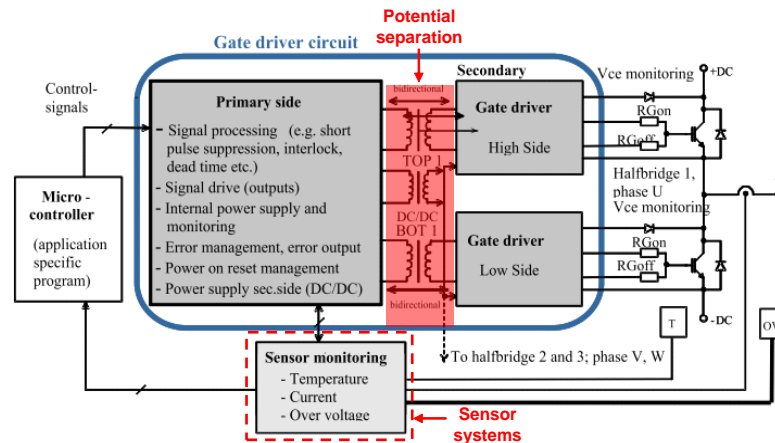 Potential
separation
Gate driver circuit
bidirectional
Secondary
Vce monitoring
+DC
Control-
signals
Primary side
- Signal processing (e.g. short
pulse suppression, interlock,
dead time etc.)
- Signal drive (outputs)
- Internal power supply and
monitoring
- Error management, error output
- Power on reset management
- Power supply sec.side (DC/DC)
TOP 1
DC/DC
BOT 1
bidirectional
Gate driver
High Side
RGon
RGoff
Halfbridge 1,
phase U
Vce monitoring
Gate driver
Low Side
RGon
RGoff
-DC
Micro -
controller
(application
specific
program)
T
OV
To halfbridge 2 and 3; phase V, W
Sensor monitoring
- Temperature
- Current
- Over voltage
Sensor
systems